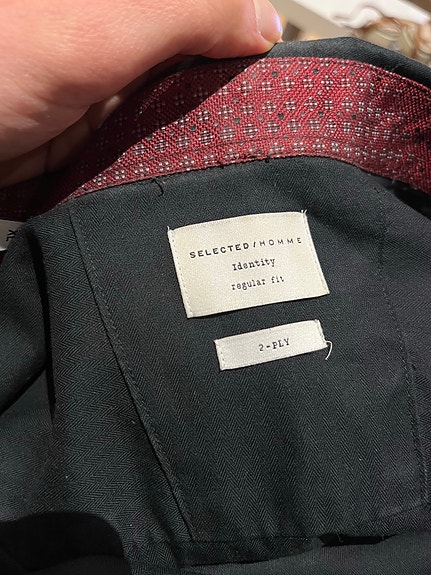 SELECTED / HOMME
Identity
regular fit
2-PLY